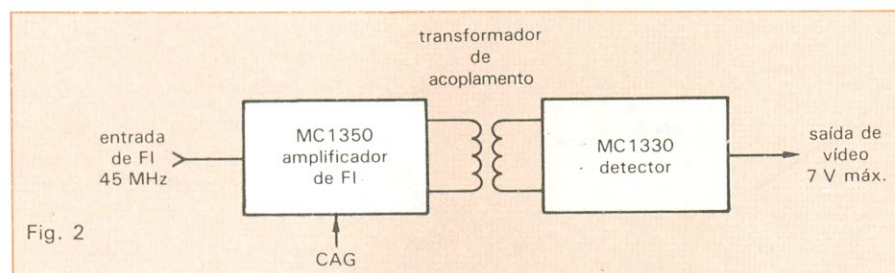 transformador
de
acoplamento
entrada
de FI
45 MHz
MC1350
amplificador
de FI
MC1330
detector
saída de
vídeo
7 V máx.
CAG
Fig. 2